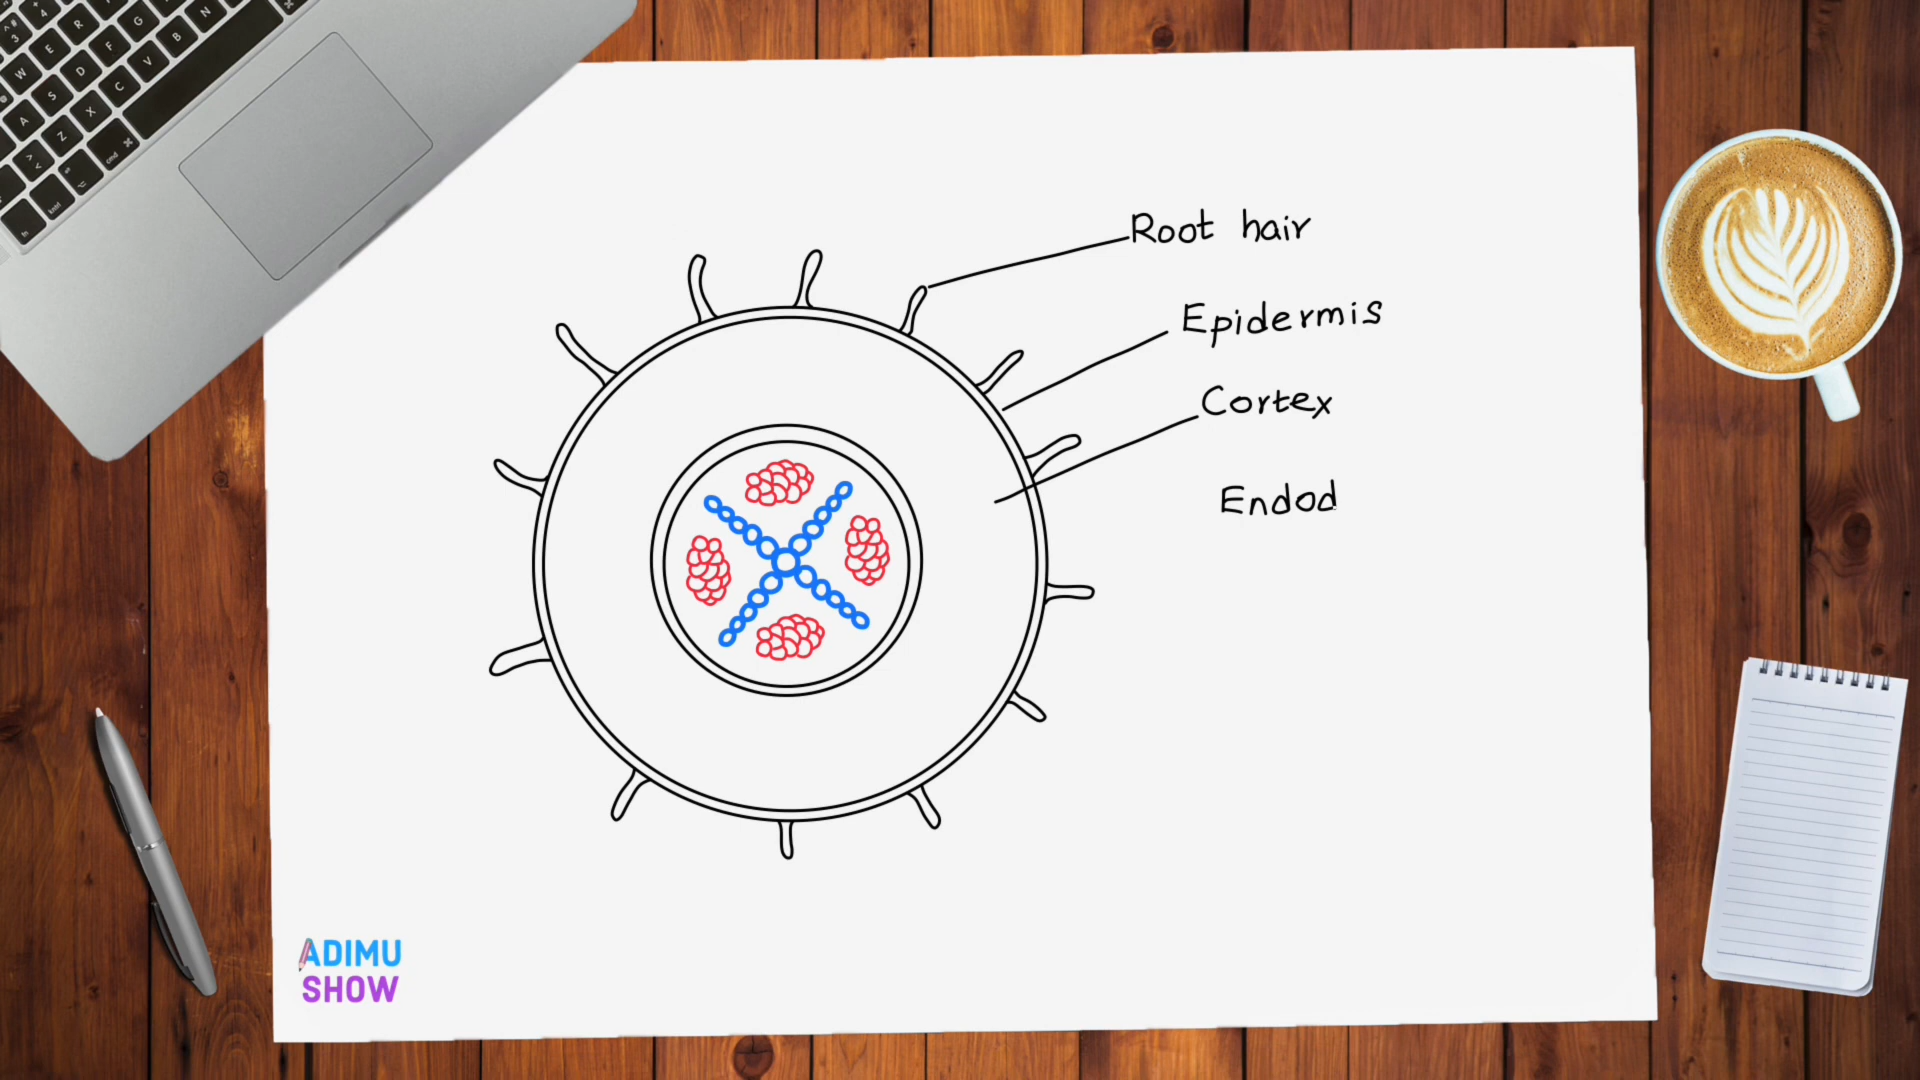 Root hair
Epidermis
Cortex
Endod
ADIMU
SHOW